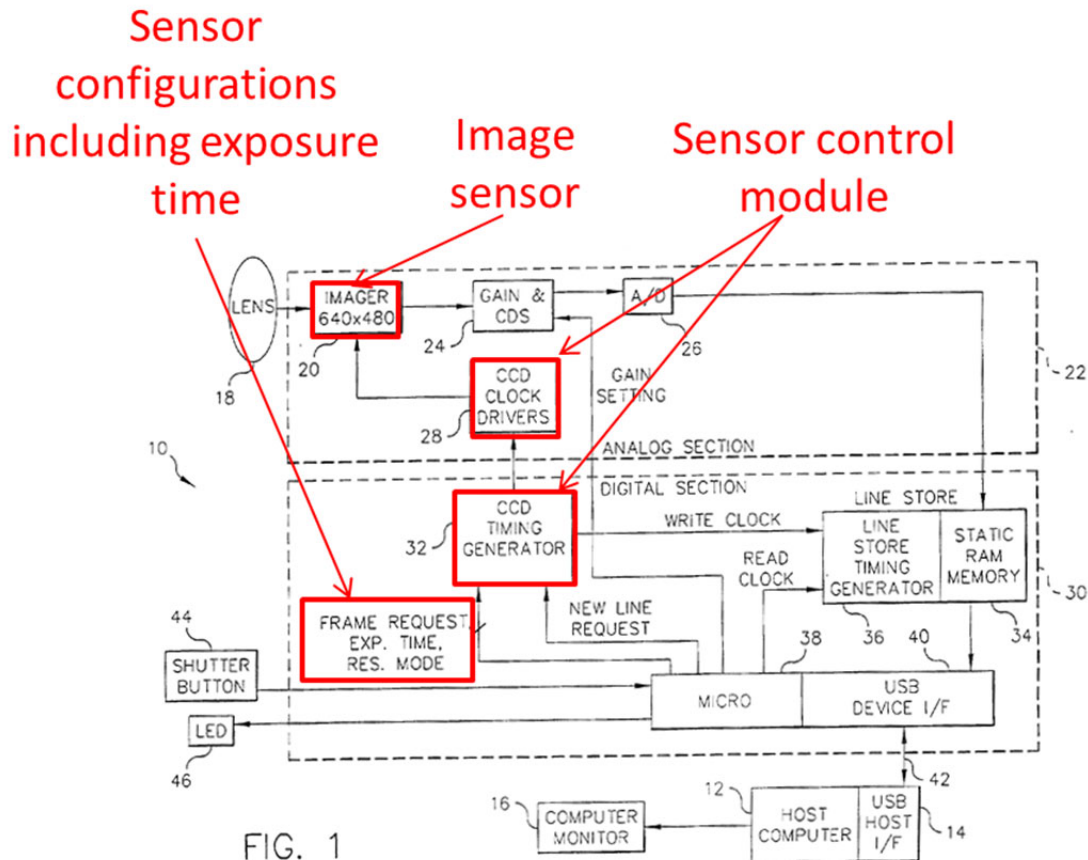 Sensor
configurations
including exposure
time
Image
sensor
Sensor control
module
LENS
18
IMAGER
640x480
20
GAIN &
CDS
24
A/D
26
22
CCD
CLOCK
DRIVERS
28
GAIN
SETTING
ANALOG SECTION
10
DIGITAL SECTION
CCD
TIMING
GENERATOR
32
WRITE CLOCK
READ
CLOCK
LINE STORE
LINE
STORE
TIMING
GENERATOR
STATIC
RAM
MEMORY
30
36
34
FRAME REQUEST,
EXP. TIME,
RES. MODE
NEW LINE
REQUEST
38
40
44
SHUTTER
BUTTON
MICRO
USB
DEVICE I/F
LED
46
42
16
COMPUTER
MONITOR
12
HOST
COMPUTER
USB
HOST
I/F
14
FIG. 1